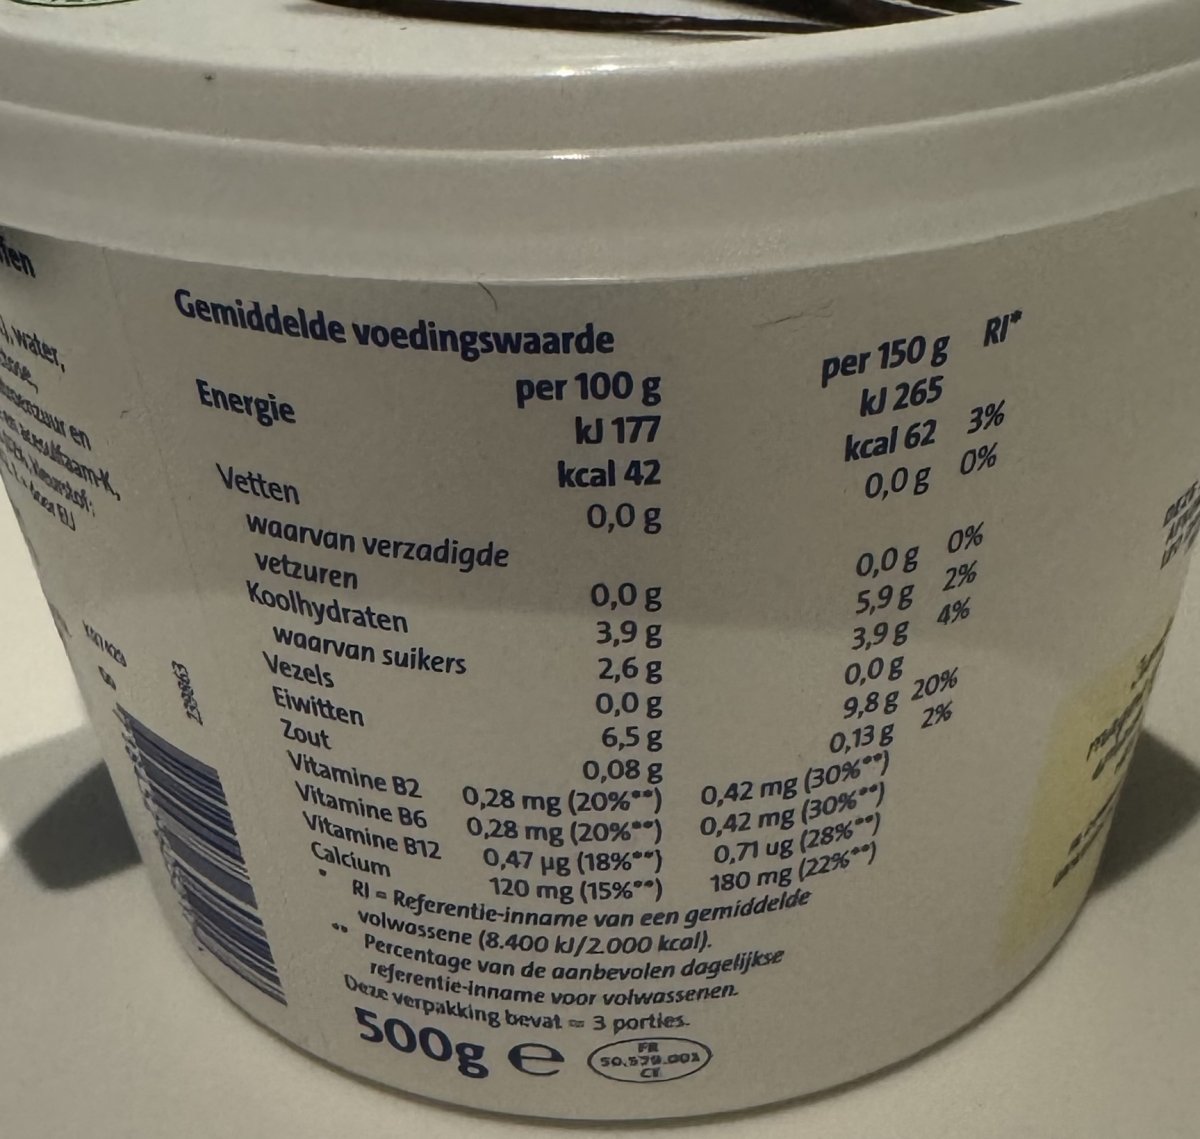 water,
zuur en
acesulfaam-K,
Gemiddelde voedingswaarde
per 100 g per 150 g RI*
Energie kJ 177 kJ 265
kcal 42 kcal 62 3%
Vetten 0,0 g 0,0 g 0%
waarvan verzadigde
vetzuren 0,0 g 0,0 g 0%
Koolhydraten 3,9 g 5,9 g 2%
waarvan suikers 2,6 g 3,9 g 4%
Vezels 0,0 g 0,0 g
Eiwitten 6,5 g 9,8 g 20%
Zout 0,08 g 0,13 g 2%
Vitamine B2 0,28 mg (20%**) 0,42 mg (30%**)
Vitamine B6 0,28 mg (20%**) 0,42 mg (30%**)
Vitamine B12 0,47 µg (18%**) 0,71 ug (28%**)
Calcium 120 mg (15%**) 180 mg (22%**)
* RI = Referentie-inname van een gemiddelde
volwassene (8.400 kJ/2.000 kcal).
** Percentage van de aanbevolen dagelijkse
referentie-inname voor volwassenen.
Deze verpakking bevat ≈ 3 porties.
500g e
FR
50.579.001
CE